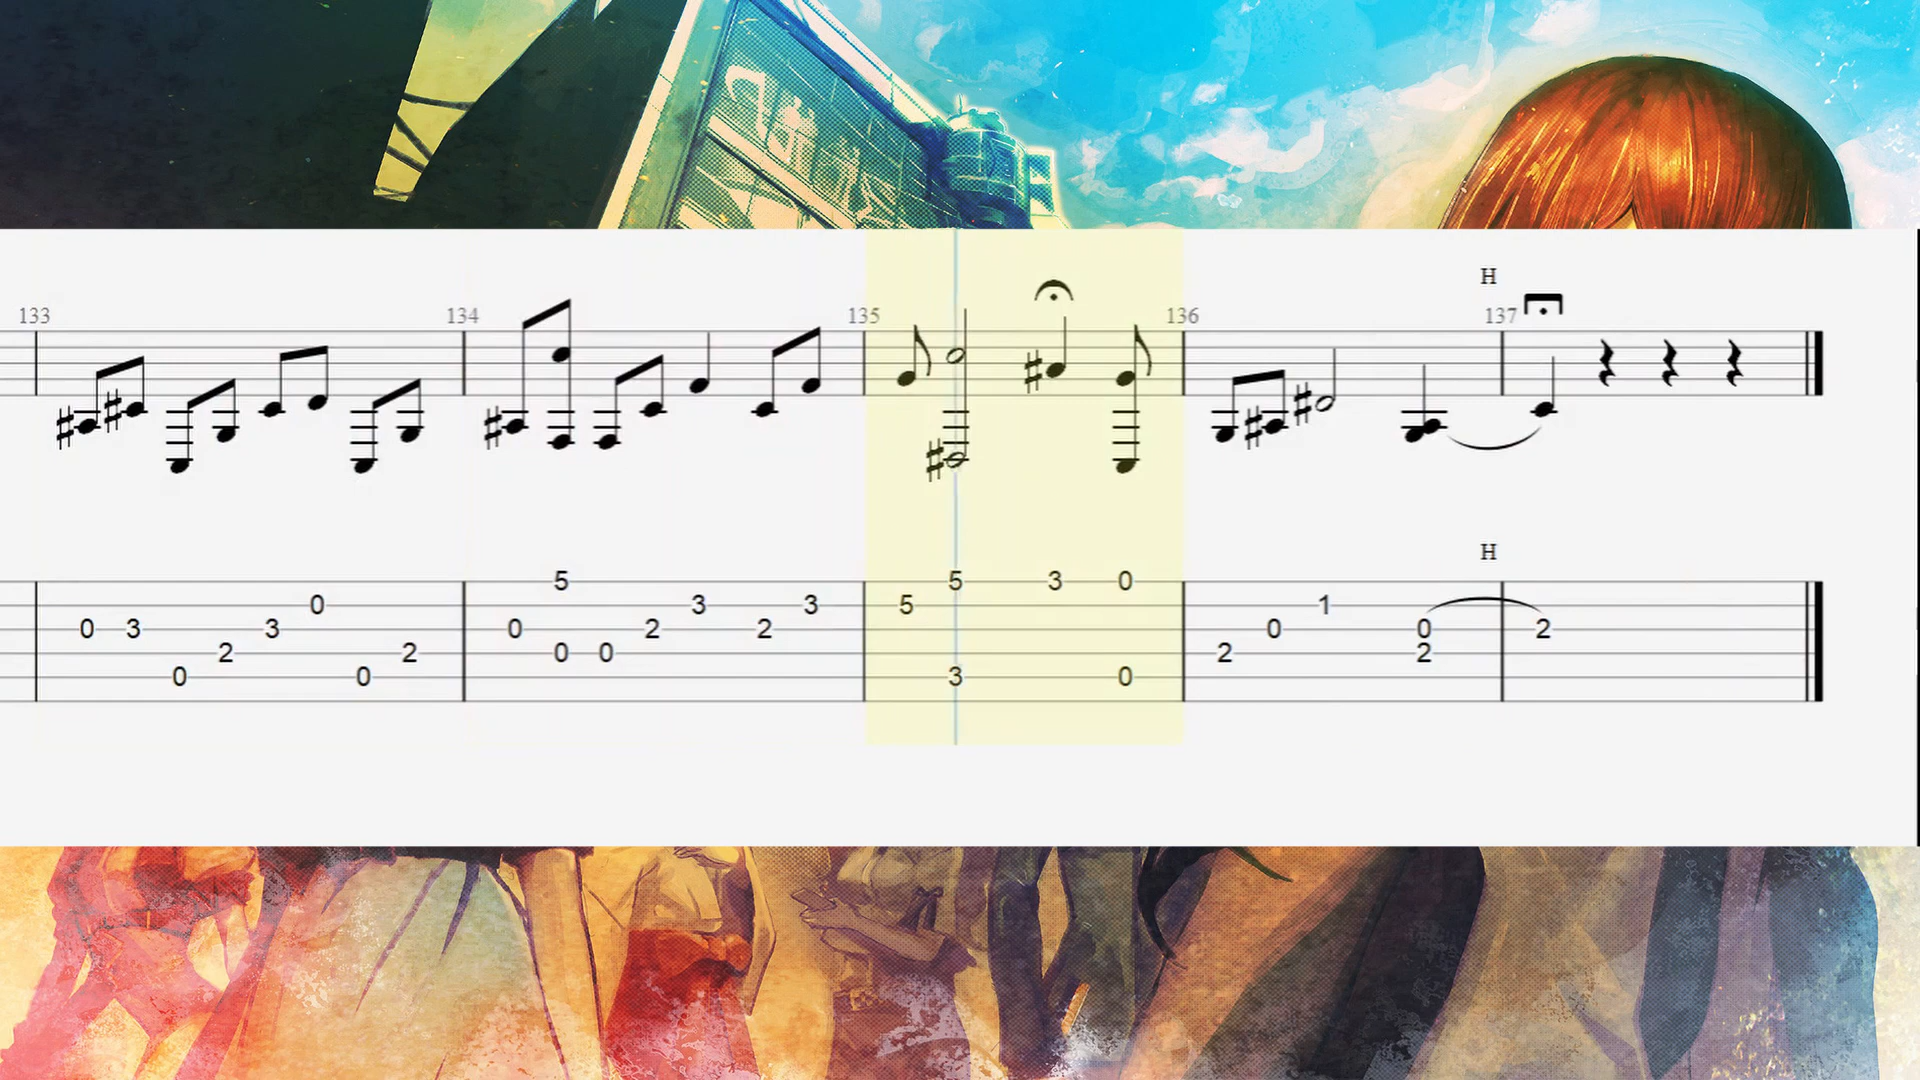 H
133 134 135 136 137
H
5 5 3 0
0 3 5 3 3 1
0 3 3 0 2 2 0 0 2
2 2 0 0 2 2
0 0 3 0